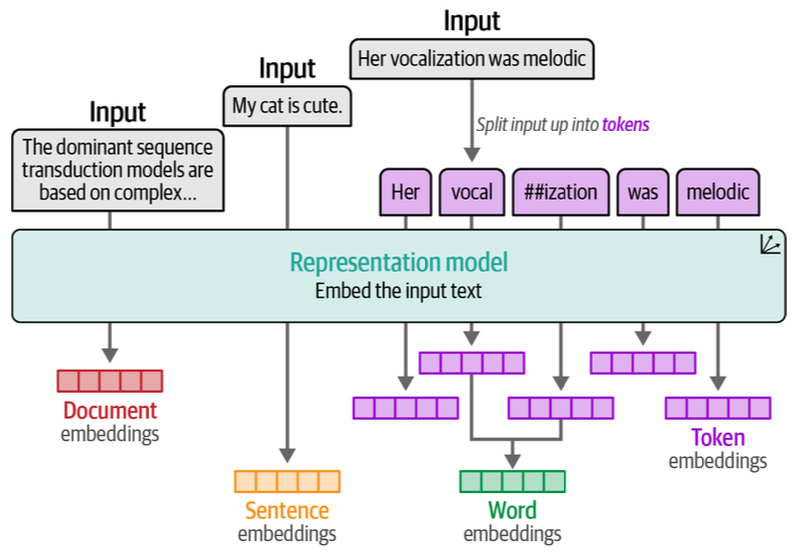 Input
Her vocalization was melodic
Input
My cat is cute.
Split input up into tokens
Input
The dominant sequence
transduction models are
based on complex...
Her
vocal
##ization
was
melodic
Representation model
Embed the input text
Document
embeddings
Token
embeddings
Sentence
embeddings
Word
embeddings